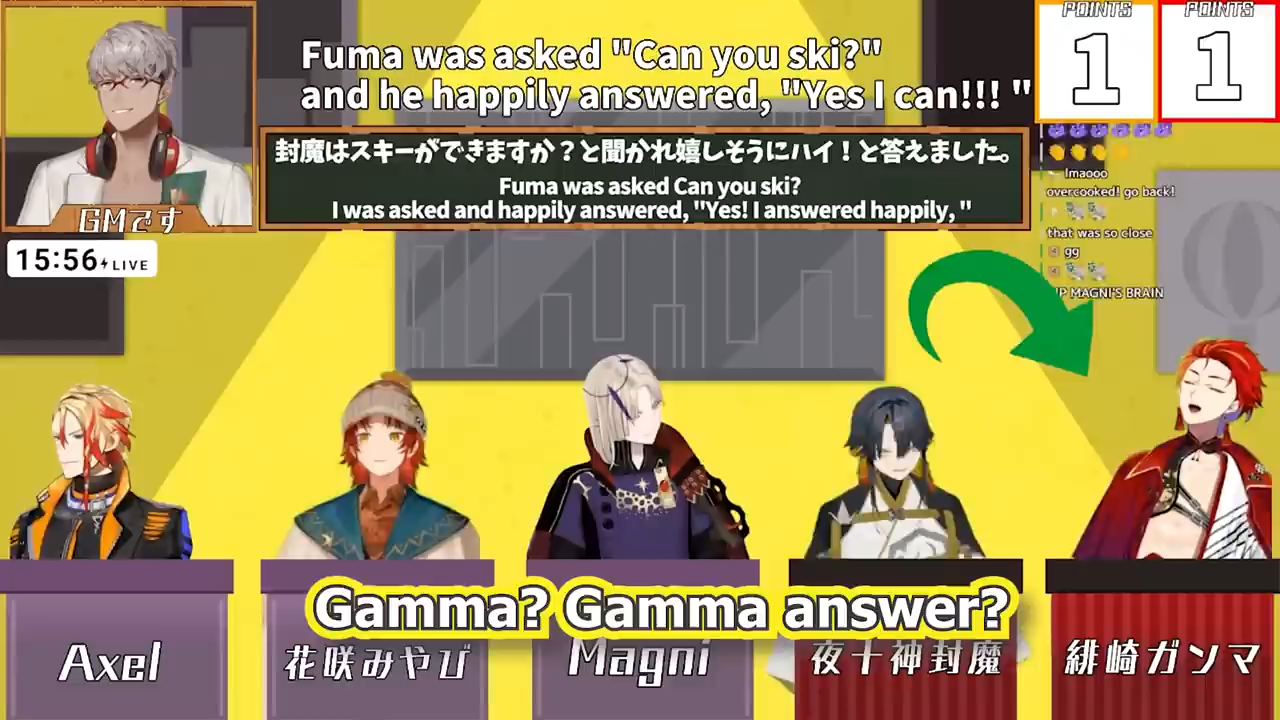 Fuma was asked "Can you ski?"
and he happily answered, "Yes I can!!! "
POINTS
1
POINTS
1
封魔はスキーができますか？と聞かれ嬉しそうにハイ！と答えました。
Fuma was asked Can you ski?
I was asked and happily answered, "Yes! I answered happily, "
GMです
15:56 LIVE
lmaooo
overcooked! go back!
that was so close
gg
MAGNI'S BRAIN
Gamma? Gamma answer?
Axel
花咲みやび
Magni
夜十神封魔
緋崎ガンマ